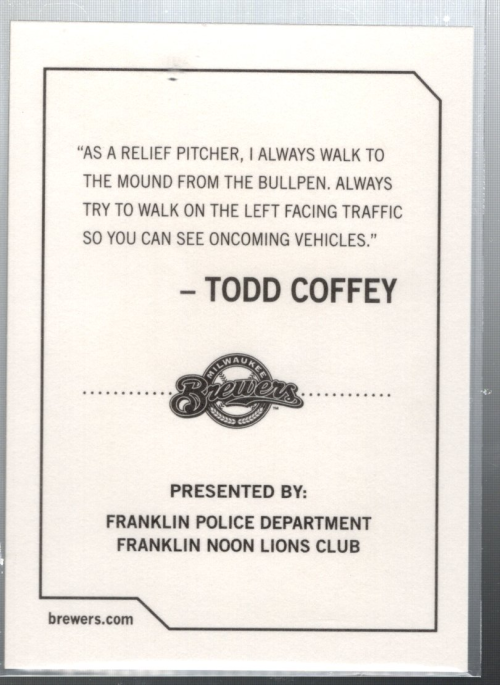 "AS A RELIEF PITCHER, I ALWAYS WALK TO
THE MOUND FROM THE BULLPEN. ALWAYS
TRY TO WALK ON THE LEFT FACING TRAFFIC
SO YOU CAN SEE ONCOMING VEHICLES."
– TODD COFFEY
MILWAUKEE
Brewers
PRESENTED BY:
FRANKLIN POLICE DEPARTMENT
FRANKLIN NOON LIONS CLUB
brewers.com